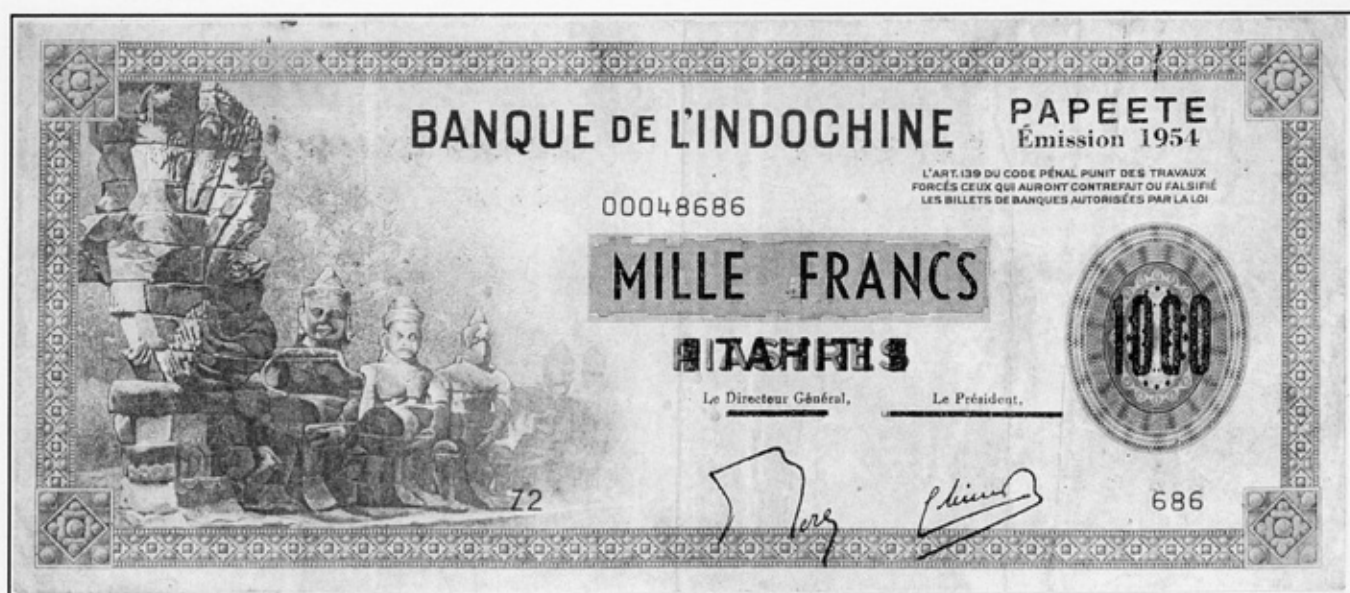 BANQUE DE L'INDOCHINE
PAPEETE
Émission 1954
L'ART. 139 DU CODE PÉNAL PUNIT DES TRAVAUX
FORCÉS CEUX QUI AURONT CONTREFAIT OU FALSIFIÉ
LES BILLETS DE BANQUES AUTORISÉES PAR LA LOI
00048686
MILLE FRANCS
TAHITI
1000
Le Directeur Général,
Le Président,
Z2
686